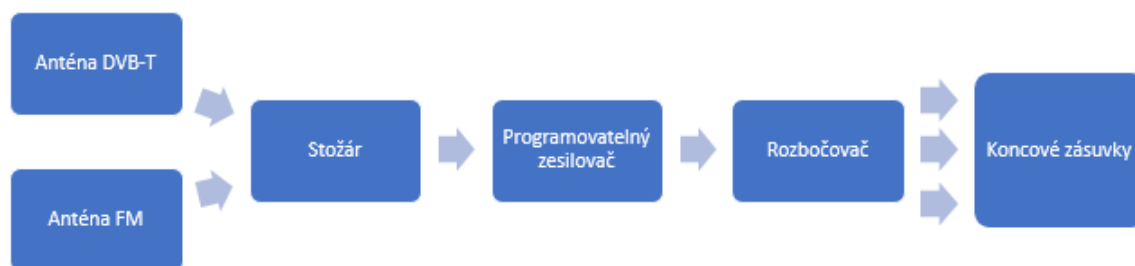 Anténa DVB-T
Anténa FM
Stožár
Programovatelný
zesilovač
Rozbočovač
Koncové zásuvky